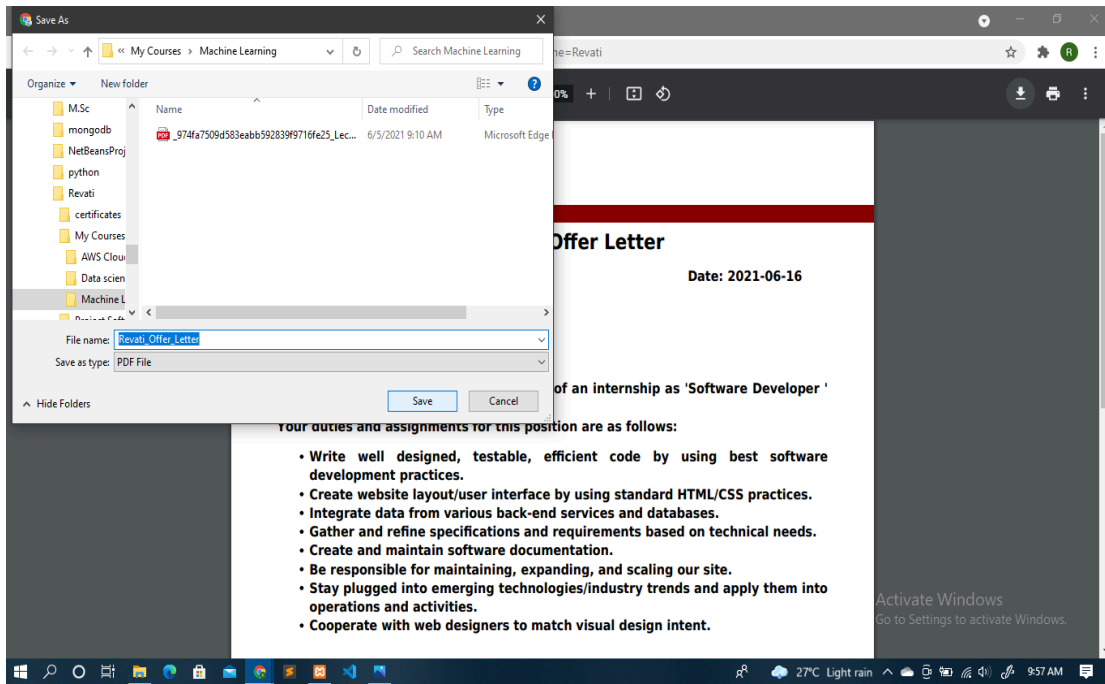 Save As
« My Courses › Machine Learning
Search Machine Learning
ne=Revati
R
Organize
New folder
0%
M.Sc
mongodb
NetBeansProj
python
Revati
certificates
My Courses
AWS Clou
Data scien
Machine L
Name
Date modified
Type
_974fa7509d583eabb592839f9716fe25_Lec...
6/5/2021 9:10 AM
Microsoft Edge
File name:
Revati_Offer_Letter
Save as type:
PDF File
Hide Folders
Save
Cancel
Offer Letter
Date: 2021-06-16
of an internship as 'Software Developer '
Your duties and assignments for this position are as follows:
• Write well designed, testable, efficient code by using best software
development practices.
• Create website layout/user interface by using standard HTML/CSS practices.
• Integrate data from various back-end services and databases.
• Gather and refine specifications and requirements based on technical needs.
• Create and maintain software documentation.
• Be responsible for maintaining, expanding, and scaling our site.
• Stay plugged into emerging technologies/industry trends and apply them into
operations and activities.
• Cooperate with web designers to match visual design intent.
Activate Windows
Go to Settings to activate Windows.
27°C Light rain
9:57 AM